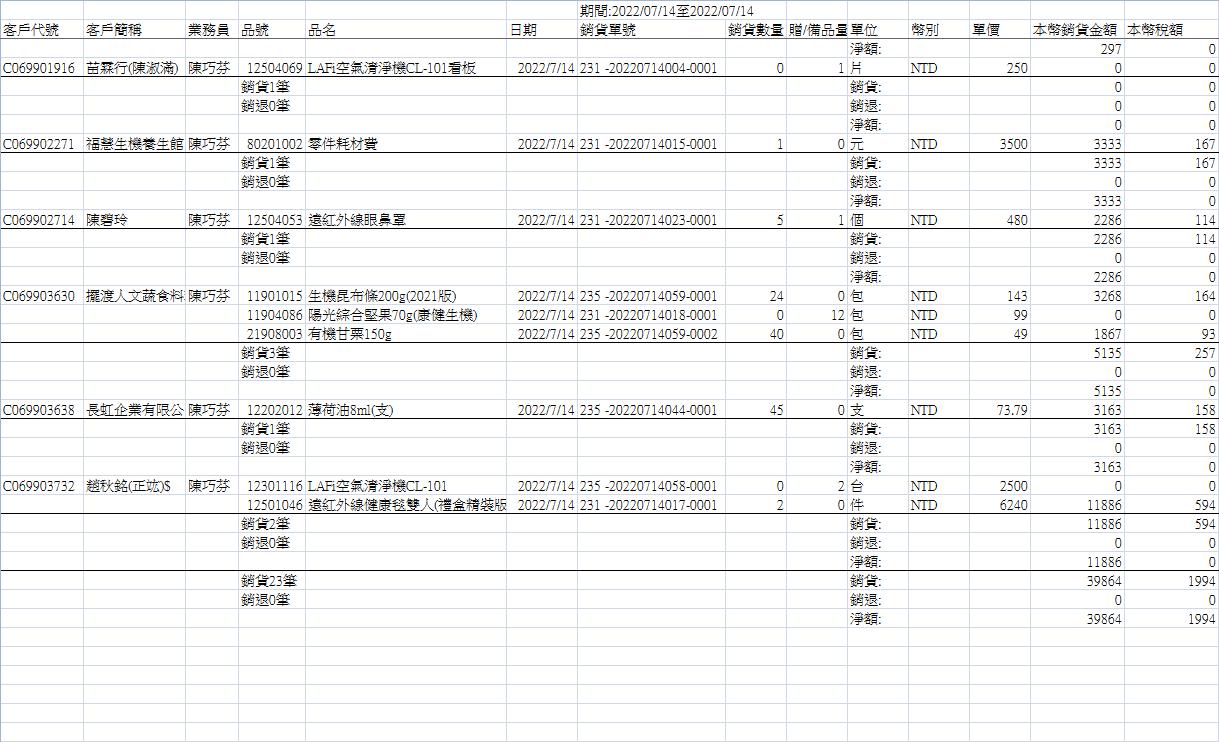 期間:2022/07/14至2022/07/14
客戶代號 客戶簡稱 業務員 品號 品名 日期 銷貨單號 銷貨數量 贈/備品量 單位 幣別 單價 本幣銷貨金額 本幣稅額
淨額: 297 0
C069901916 苗霖行(陳淑滿) 陳巧芬 12504069 LAFi空氣清淨機CL-101看板 2022/7/14 231 -20220714004-0001 0 1 片 NTD 250 0 0
銷貨1筆 銷貨: 0 0
銷退0筆 銷退: 0 0
淨額: 0 0
C069902271 福慧生機養生館 陳巧芬 80201002 零件耗材費 2022/7/14 231 -20220714015-0001 1 0 元 NTD 3500 3333 167
銷貨1筆 銷貨: 3333 167
銷退0筆 銷退: 0 0
淨額: 3333 0
C069902714 陳碧玲 陳巧芬 12504053 遠紅外線眼鼻罩 2022/7/14 231 -20220714023-0001 5 1 個 NTD 480 2286 114
銷貨1筆 銷貨: 2286 114
銷退0筆 銷退: 0 0
淨額: 2286 0
C069903630 擺渡人文蔬食料 陳巧芬 11901015 生機昆布條200g(2021版) 2022/7/14 235 -20220714059-0001 24 0 包 NTD 143 3268 164
11904086 陽光綜合堅果70g(康健生機) 2022/7/14 231 -20220714018-0001 0 12 包 NTD 99 0 0
21908003 有機甘栗150g 2022/7/14 235 -20220714059-0002 40 0 包 NTD 49 1867 93
銷貨3筆 銷貨: 5135 257
銷退0筆 銷退: 0 0
淨額: 5135 0
C069903638 長虹企業有限公 陳巧芬 12202012 薄荷油8ml(支) 2022/7/14 235 -20220714044-0001 45 0 支 NTD 73.79 3163 158
銷貨1筆 銷貨: 3163 158
銷退0筆 銷退: 0 0
淨額: 3163 0
C069903732 趙秋銘(正竑)$ 陳巧芬 12301116 LAFi空氣清淨機CL-101 2022/7/14 235 -20220714058-0001 0 2 台 NTD 2500 0 0
12501046 遠紅外線健康毯雙人(禮盒精裝版 2022/7/14 231 -20220714017-0001 2 0 件 NTD 6240 11886 594
銷貨2筆 銷貨: 11886 594
銷退0筆 銷退: 0 0
淨額: 11886 0
銷貨23筆 銷貨: 39864 1994
銷退0筆 銷退: 0 0
淨額: 39864 1994